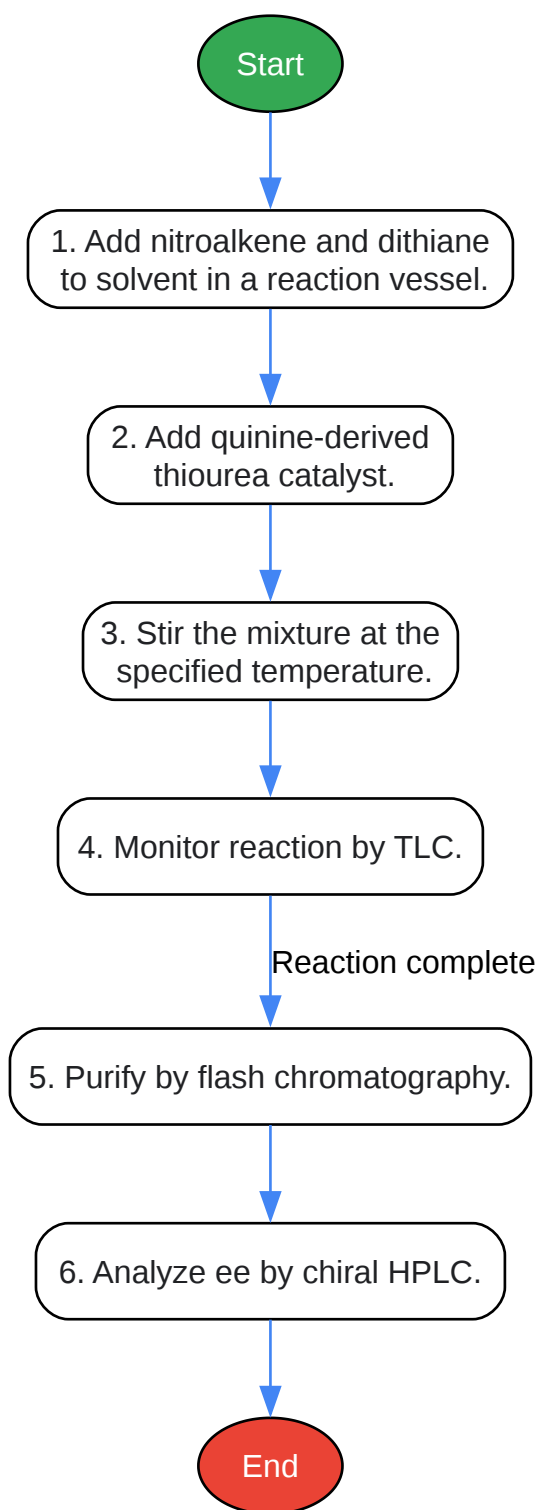 Start
1. Add nitroalkene and dithiane
to solvent in a reaction vessel.
2. Add quinine-derived
thiourea catalyst.
3. Stir the mixture at the
specified temperature.
4. Monitor reaction by TLC.
Reaction complete
5. Purify by flash chromatography.
6. Analyze ee by chiral HPLC.
End